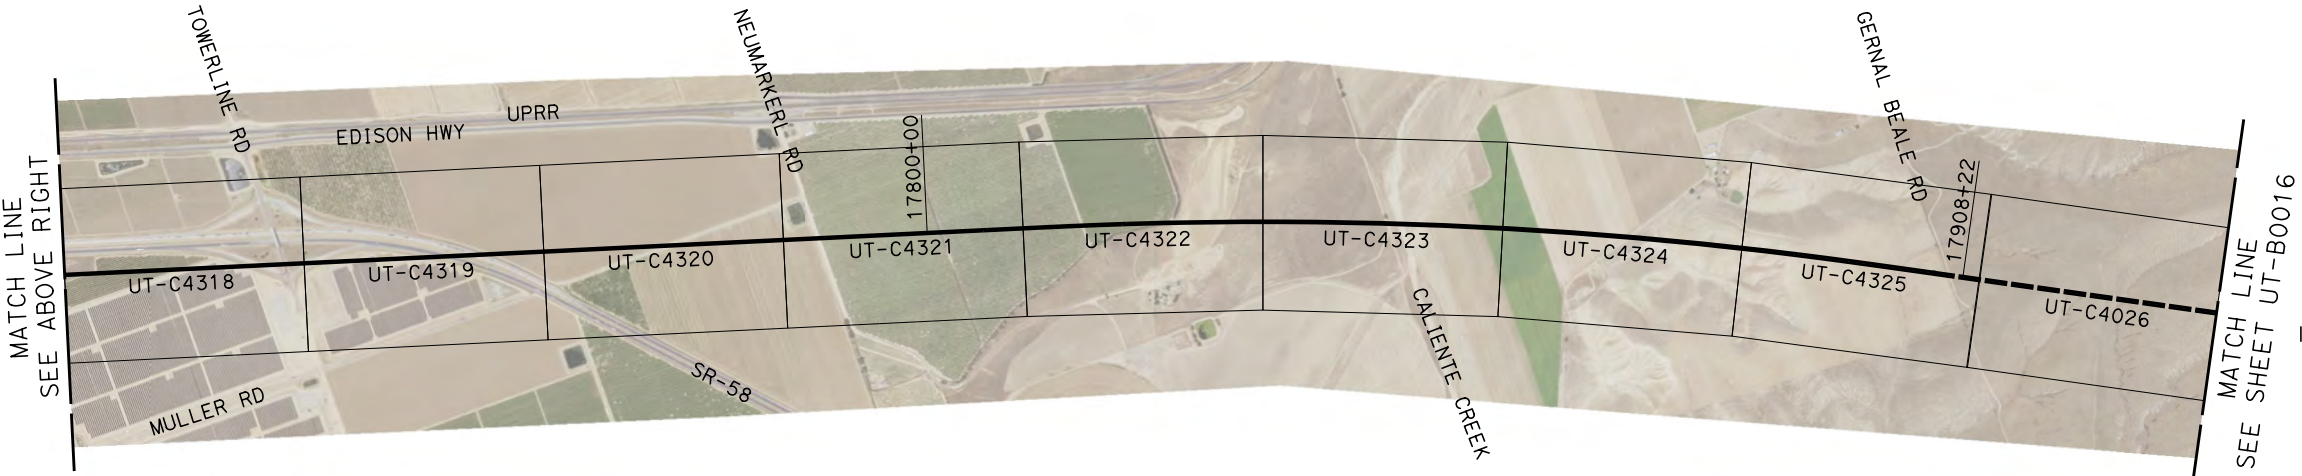 MATCH LINE
SEE ABOVE RIGHT
TOWERLINE RD
EDISON HWY
UPRR
NEUMARKERL RD
17800+00
GERNAL BEALE RD
17908+22
UT-C4318
UT-C4319
UT-C4320
UT-C4321
UT-C4322
UT-C4323
UT-C4324
UT-C4325
UT-C4026
MULLER RD
SR-58
CALIENTE CREEK
MATCH LINE
SEE SHEET UT-B0016